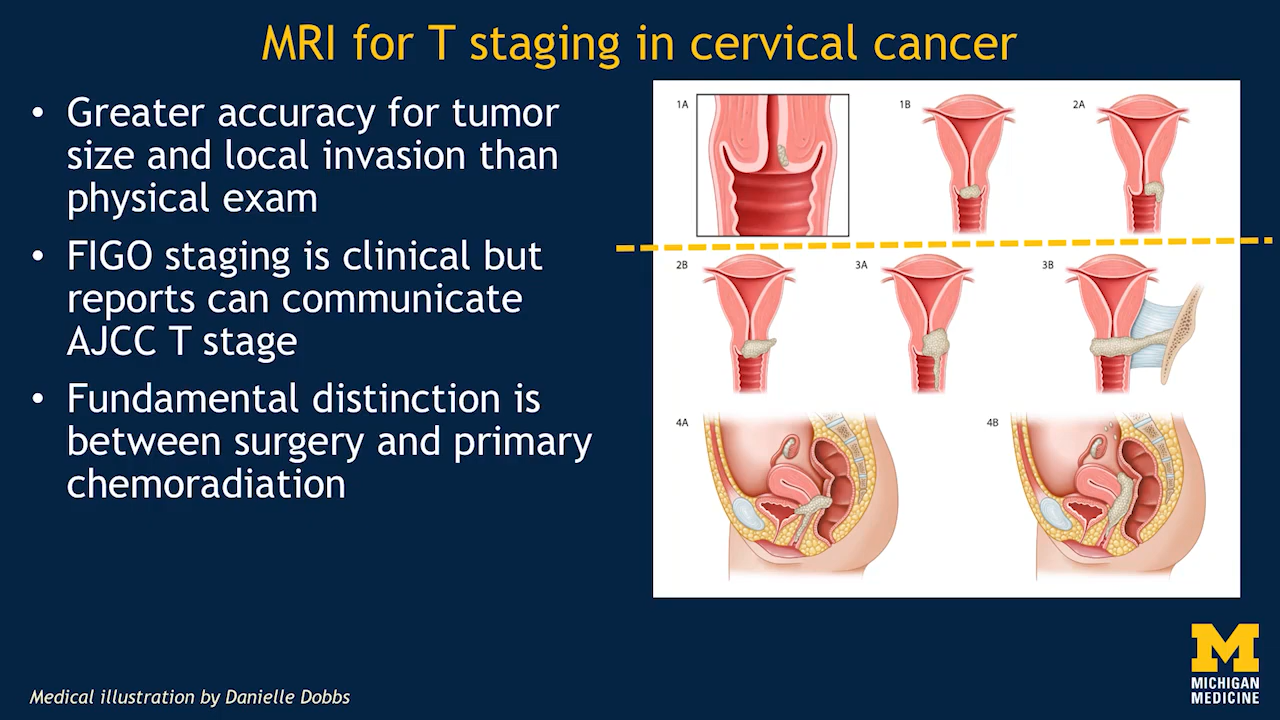 MRI for T staging in cervical cancer
• Greater accuracy for tumor
size and local invasion than
physical exam
• FIGO staging is clinical but
reports can communicate
AJCC T stage
• Fundamental distinction is
between surgery and primary
chemoradiation
1A
1B
2A
2B
3A
3B
4A
4B
Medical illustration by Danielle Dobbs
M
MICHIGAN
MEDICINE